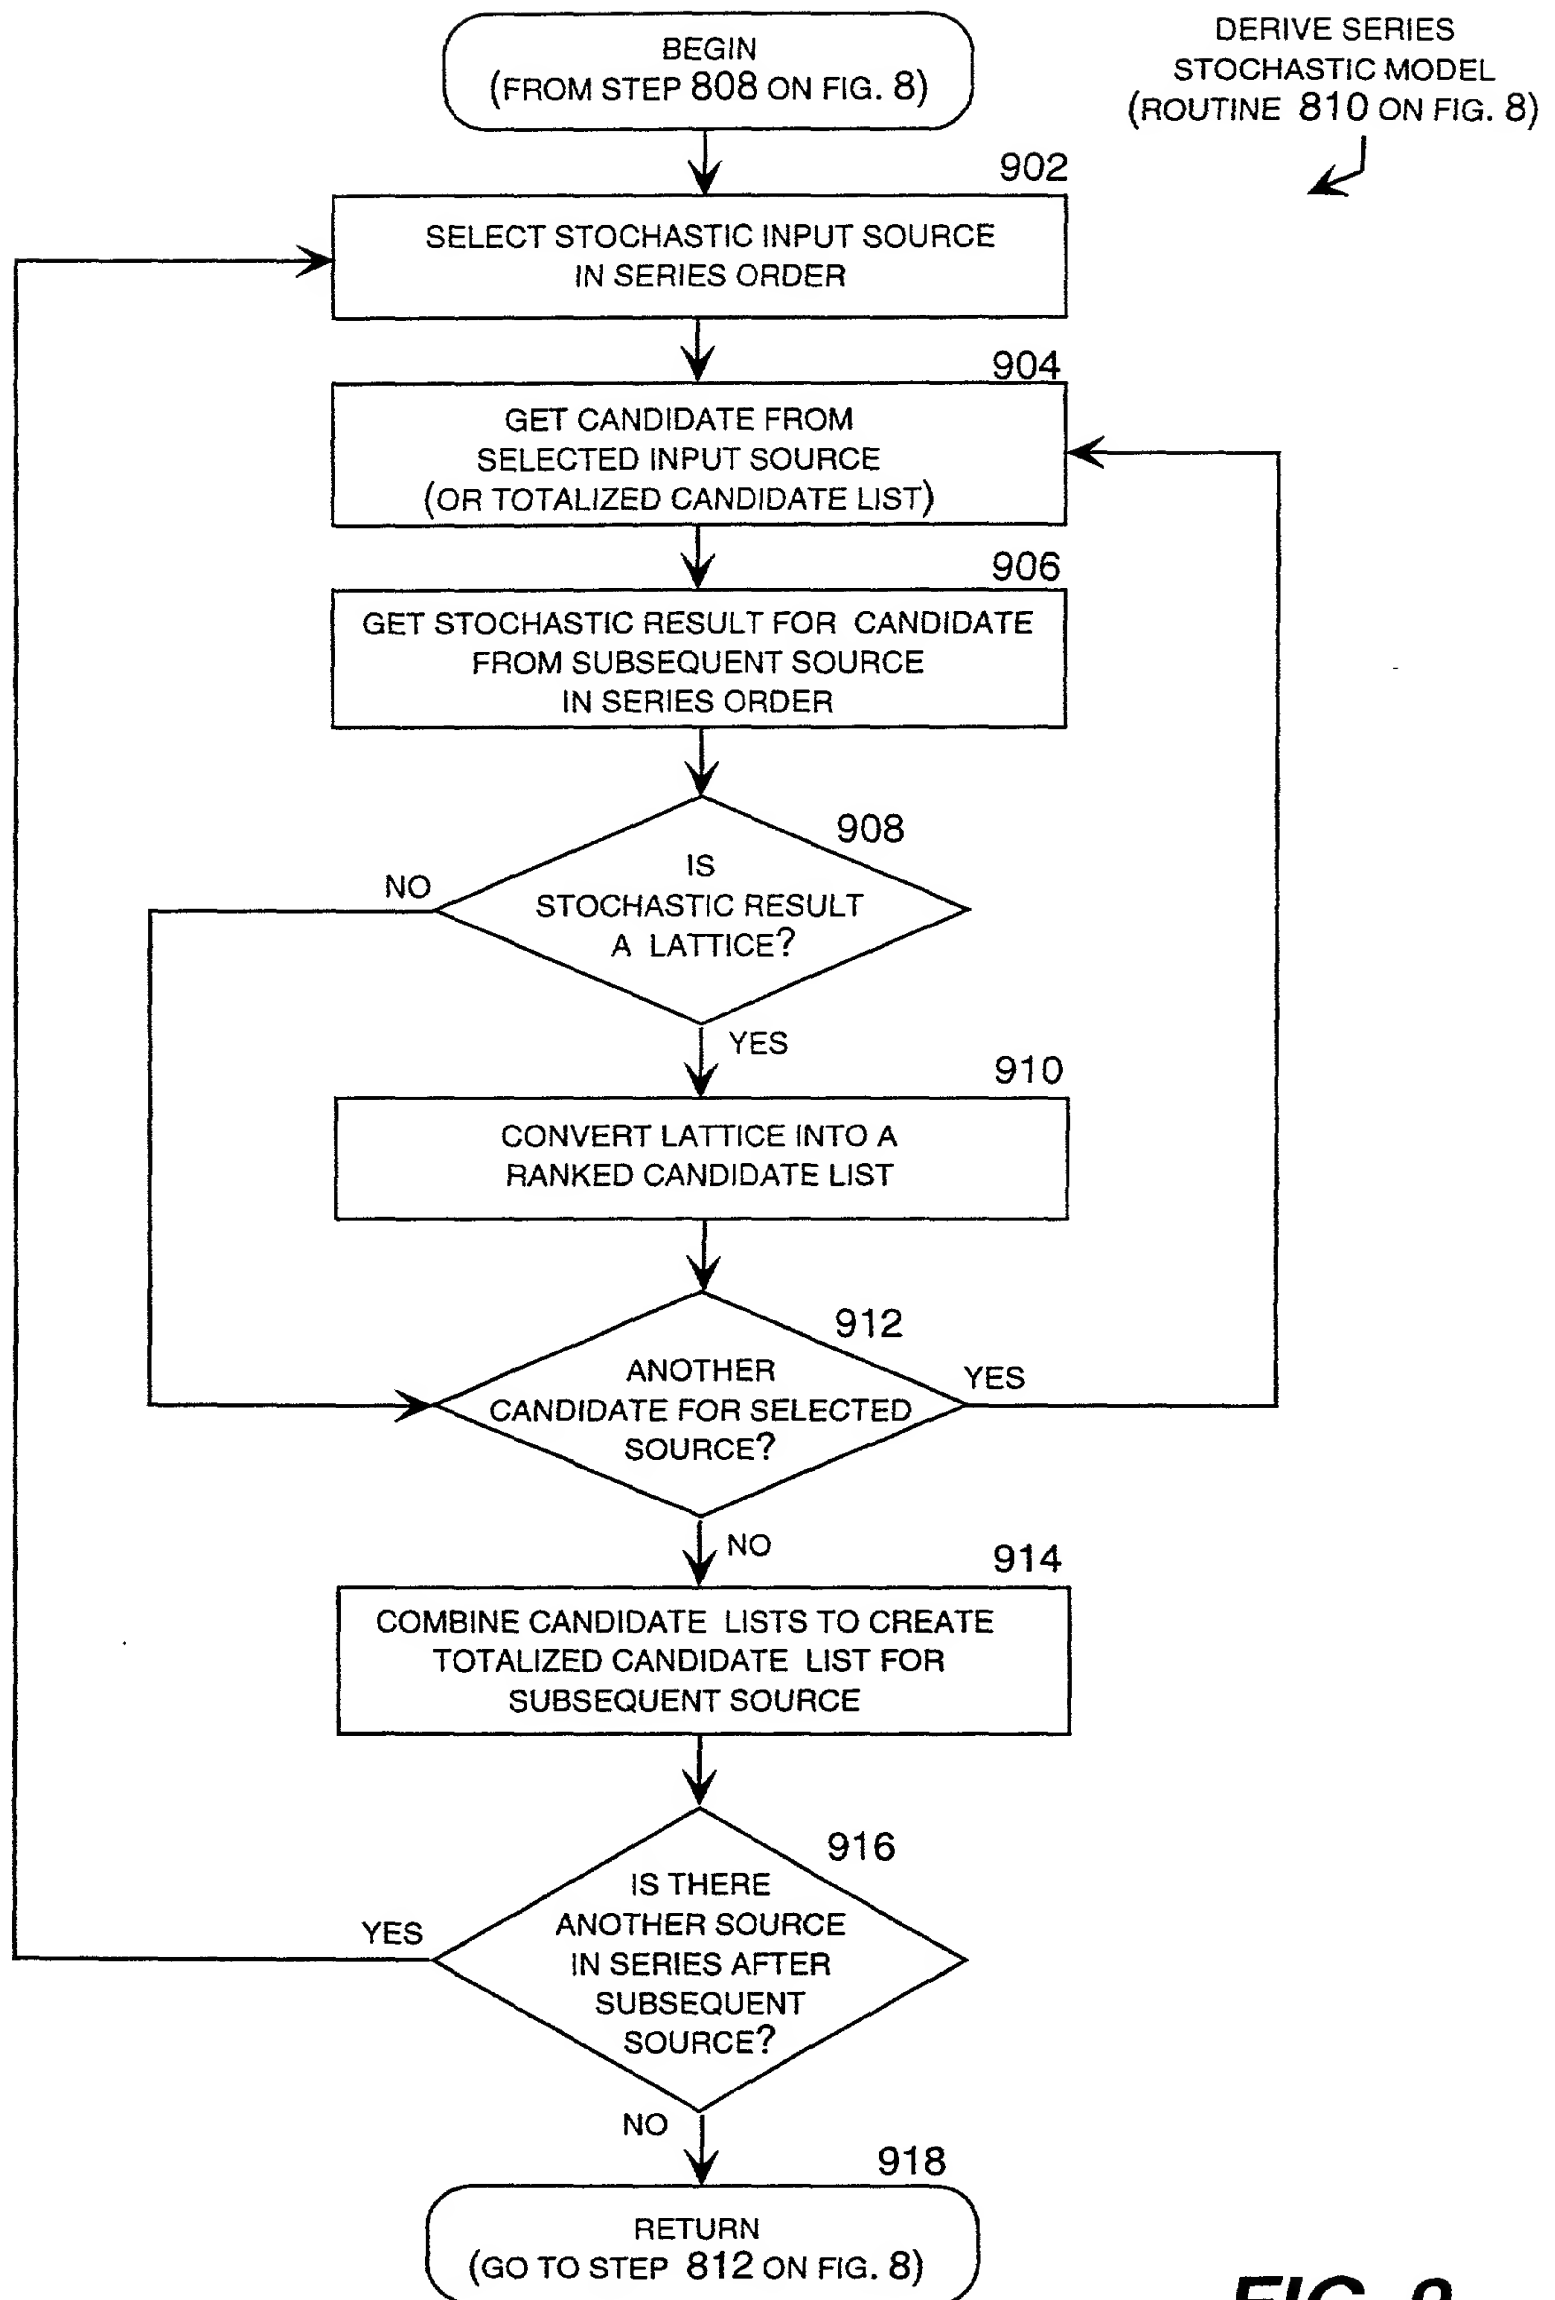 BEGIN
(FROM STEP 808 ON FIG. 8)
DERIVE SERIES
STOCHASTIC MODEL
(ROUTINE 810 ON FIG. 8)
902
SELECT STOCHASTIC INPUT SOURCE
IN SERIES ORDER
904
GET CANDIDATE FROM
SELECTED INPUT SOURCE
(OR TOTALIZED CANDIDATE LIST)
906
GET STOCHASTIC RESULT FOR CANDIDATE
FROM SUBSEQUENT SOURCE
IN SERIES ORDER
908
IS
STOCHASTIC RESULT
A LATTICE?
NO
YES
910
CONVERT LATTICE INTO A
RANKED CANDIDATE LIST
912
ANOTHER
CANDIDATE FOR SELECTED
SOURCE?
YES
NO
914
COMBINE CANDIDATE LISTS TO CREATE
TOTALIZED CANDIDATE LIST FOR
SUBSEQUENT SOURCE
916
IS THERE
ANOTHER SOURCE
IN SERIES AFTER
SUBSEQUENT
SOURCE?
YES
NO
918
RETURN
(GO TO STEP 812 ON FIG. 8)
FIG. 9